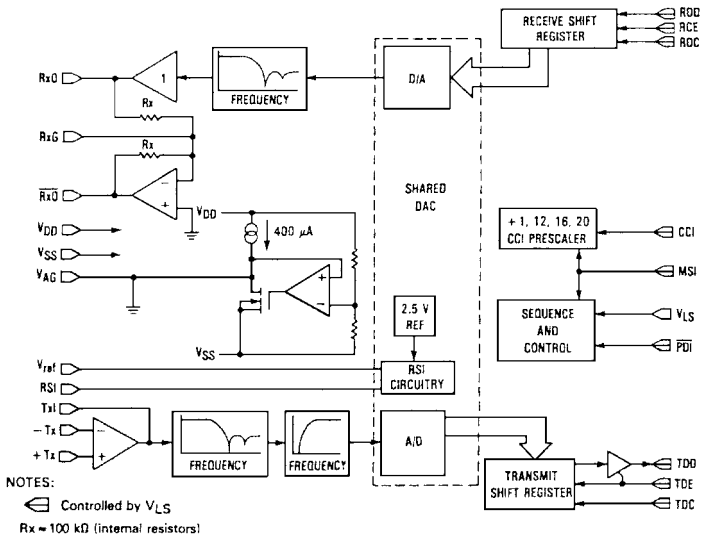 RECEIVE SHIFT
REGISTER
RDD
RCE
RDC
RxO
1
FREQUENCY
D/A
Rx
RxG
Rx
RxO
−
+
SHARED
DAC
VDD
VSS
VAG
VDD
400 µA
+
−
VSS
÷ 1, 12, 16, 20
CCI PRESCALER
CCI
MSI
SEQUENCE
AND
CONTROL
VLS
PDI
2.5 V
REF
RSI
CIRCUITRY
Vref
RSI
TxI
− Tx
+ Tx
−
+
FREQUENCY
FREQUENCY
A/D
TRANSMIT
SHIFT REGISTER
TDD
TDE
TDC
NOTES:
Controlled by VLS
Rx ≈ 100 kΩ (internal resistors)